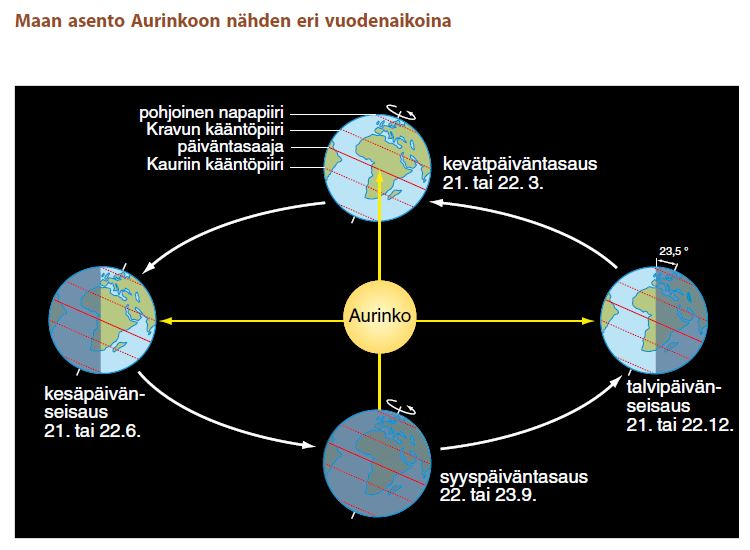 Maan asento Aurinkoon nähden eri vuodenaikoina
pohjoinen napapiiri
Kravun kääntöpiiri
päiväntasaaja
Kauriin kääntöpiiri
kevätpäiväntasaus
21. tai 22. 3.
23,5 °
Aurinko
kesäpäivän-
seisaus
21. tai 22.6.
talvipäivän-
seisaus
21. tai 22.12.
syyspäiväntasaus
22. tai 23.9.